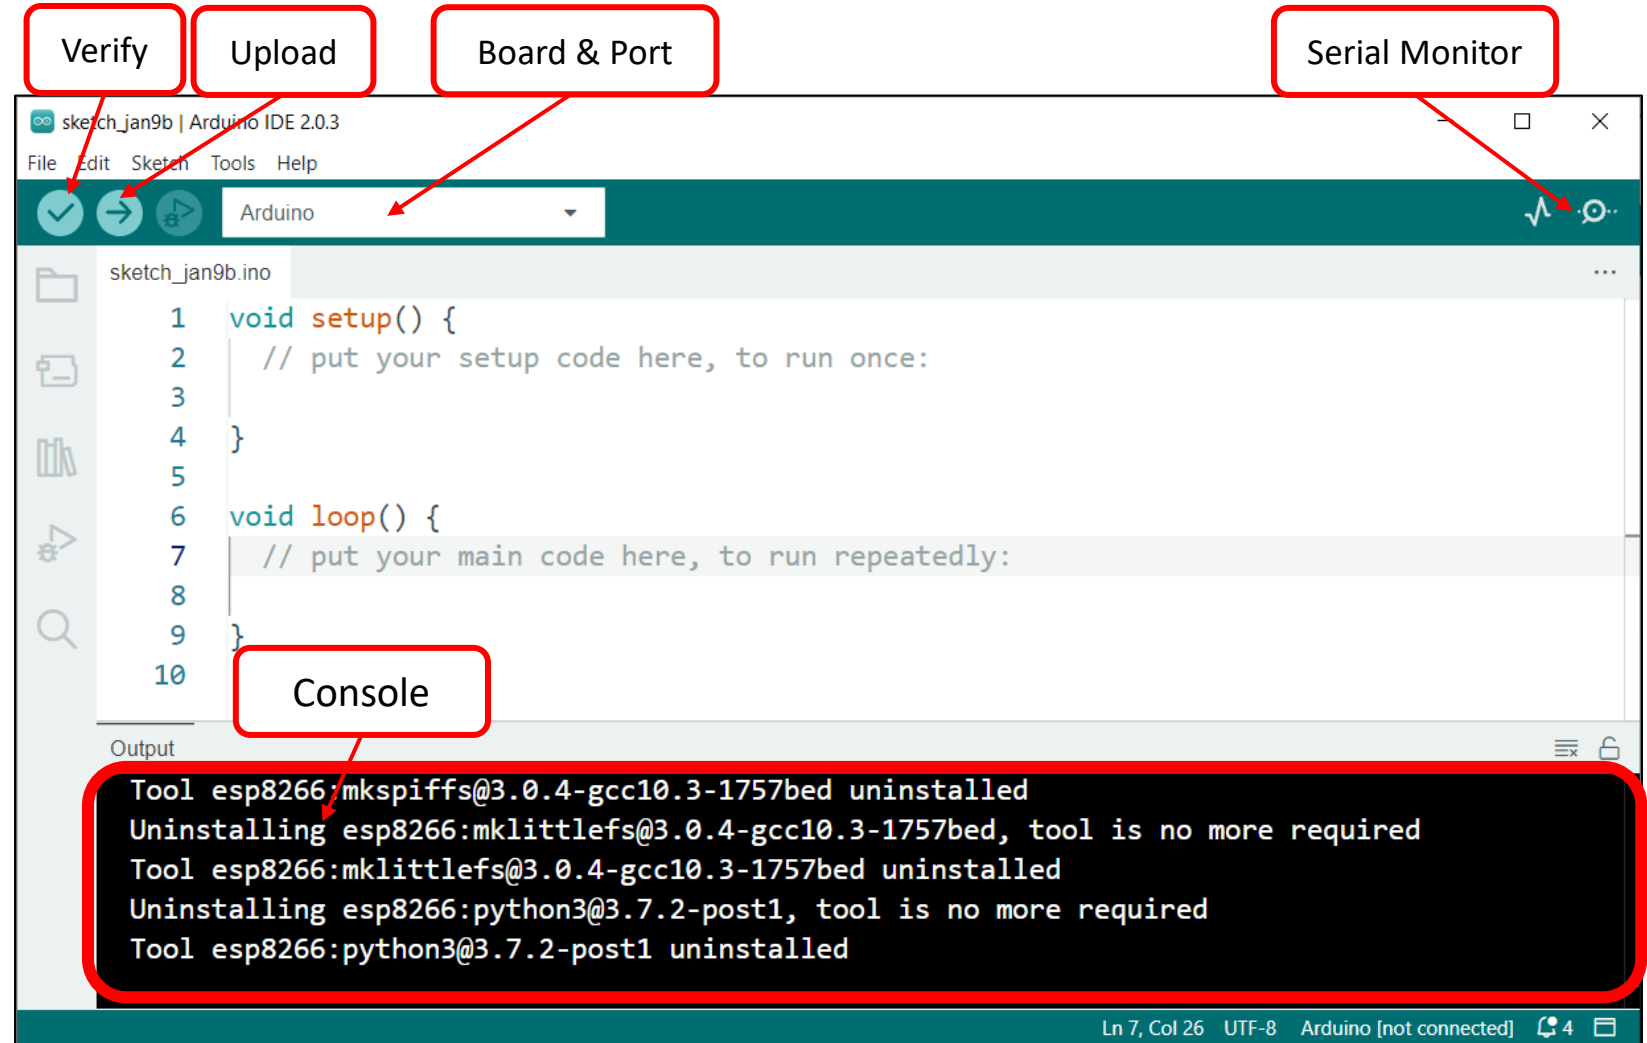 Verify
Upload
Board & Port
Serial Monitor
sketch_jan9b | Arduino IDE 2.0.3
File Edit Sketch Tools Help
Arduino
sketch_jan9b.ino
1 void setup() {
2 // put your setup code here, to run once:
3
4 }
5
6 void loop() {
7 // put your main code here, to run repeatedly:
8
9 }
10
Console
Output
Tool esp8266:mkspiffs@3.0.4-gcc10.3-1757bed uninstalled
Uninstalling esp8266:mklittlefs@3.0.4-gcc10.3-1757bed, tool is no more required
Tool esp8266:mklittlefs@3.0.4-gcc10.3-1757bed uninstalled
Uninstalling esp8266:python3@3.7.2-post1, tool is no more required
Tool esp8266:python3@3.7.2-post1 uninstalled
Ln 7, Col 26 UTF-8 Arduino [not connected] 4